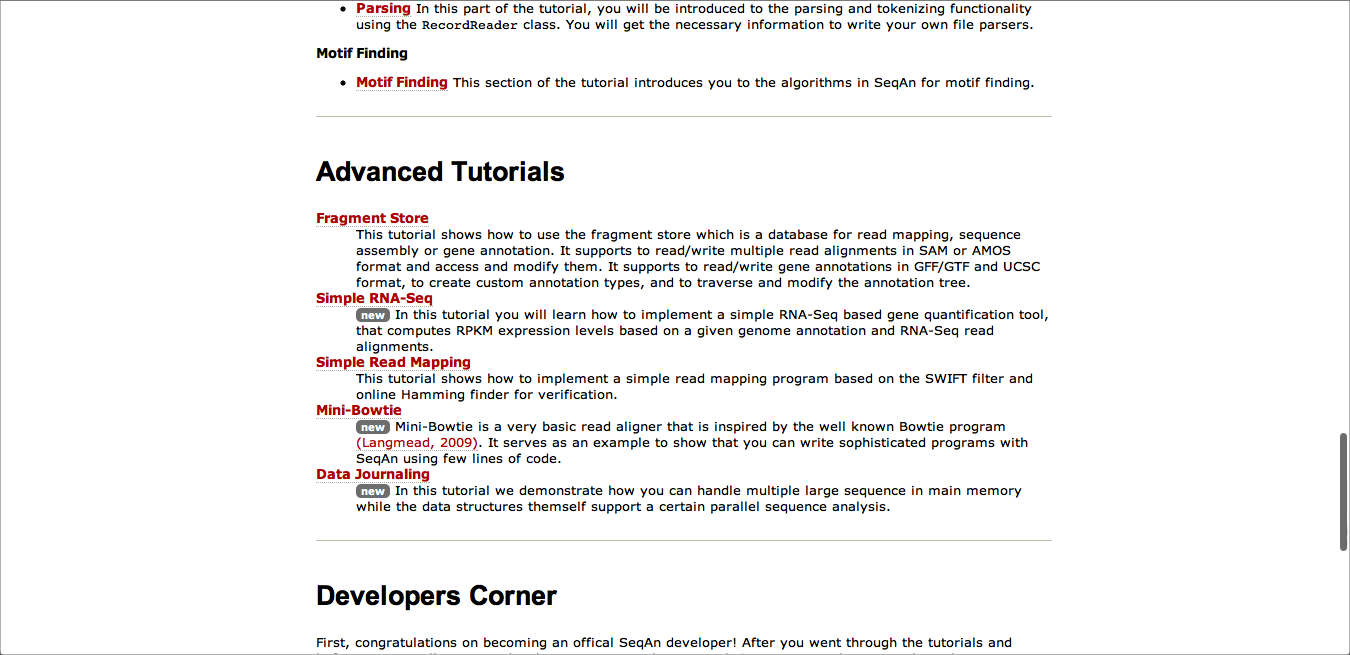 Parsing In this part of the tutorial, you will be introduced to the parsing and tokenizing functionality
using the RecordReader class. You will get the necessary information to write your own file parsers.
Motif Finding
Motif Finding This section of the tutorial introduces you to the algorithms in SeqAn for motif finding.
Advanced Tutorials
Fragment Store
This tutorial shows how to use the fragment store which is a database for read mapping, sequence
assembly or gene annotation. It supports to read/write multiple read alignments in SAM or AMOS
format and access and modify them. It supports to read/write gene annotations in GFF/GTF and UCSC
format, to create custom annotation types, and to traverse and modify the annotation tree.
Simple RNA-Seq
new In this tutorial you will learn how to implement a simple RNA-Seq based gene quantification tool,
that computes RPKM expression levels based on a given genome annotation and RNA-Seq read
alignments.
Simple Read Mapping
This tutorial shows how to implement a simple read mapping program based on the SWIFT filter and
online Hamming finder for verification.
Mini-Bowtie
new Mini-Bowtie is a very basic read aligner that is inspired by the well known Bowtie program
(Langmead, 2009). It serves as an example to show that you can write sophisticated programs with
SeqAn using few lines of code.
Data Journaling
new In this tutorial we demonstrate how you can handle multiple large sequence in main memory
while the data structures themself support a certain parallel sequence analysis.
Developers Corner
First, congratulations on becoming an offical SeqAn developer! After you went through the tutorials and